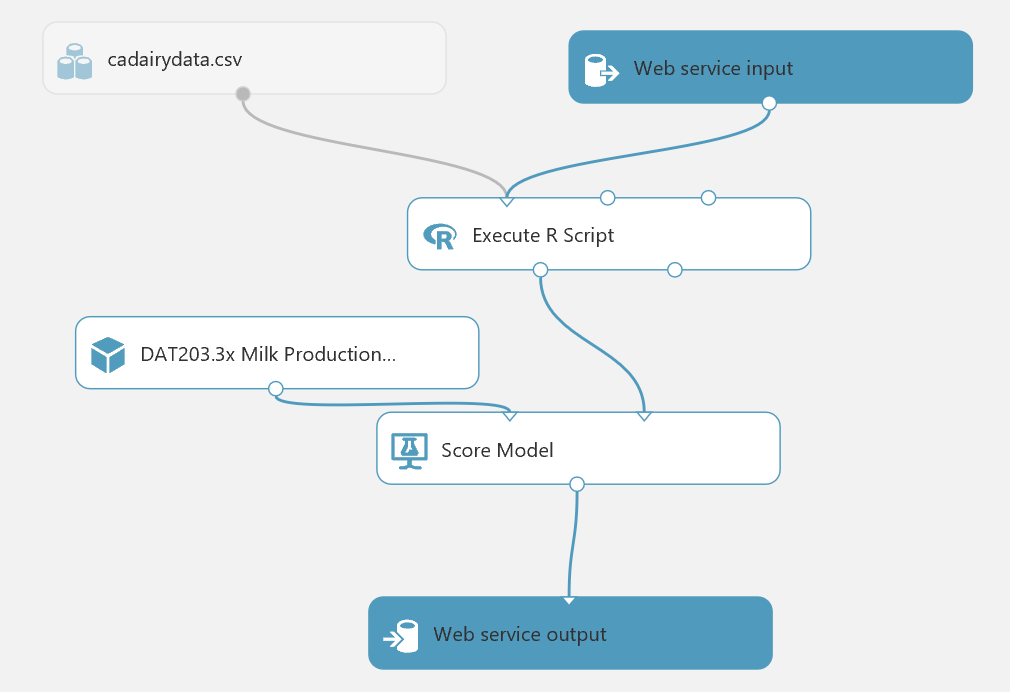 cadairydata.csv
Web service input
Execute R Script
DAT203.3x Milk Production...
Score Model
Web service output